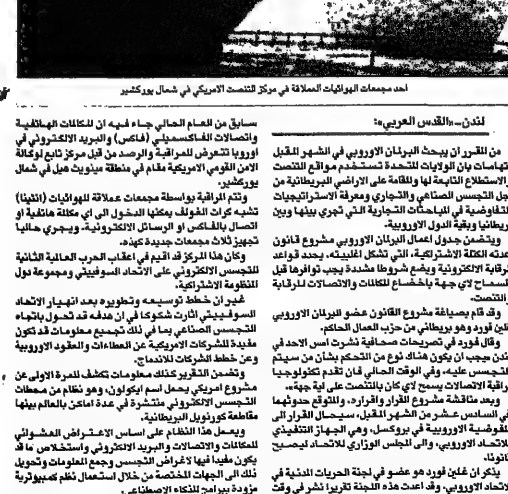 احد مجمعات الهوائيات العملاقة في مركز التنصت الامريكي في شمال يوركشير
لندن ـ «القدس العربي»:
من المقرر ان يبحث البرلمان الاوروبي في الشهر المقبل
اتهامات بان الولايات المتحدة تستخدم مواقع التنصت
والاستطلاع التابعة لها والمقامة على الاراضي البريطانية من
اجل التجسس الصناعي والتجاري ومعرفة الاستراتيجيات
التفاوضية في المباحثات التجارية التي تجري بينها وبين
بريطانيا وبقية الدول الاوروبية.
ويتضمن جدول اعمال البرلمان الاوروبي مشروع قانون
اعدته الكتلة الاشتراكية، التي تشكل اغلبيته، يحدد قواعد
للرقابة الالكترونية ويضع شروطا مشددة يجب توافرها قبل
السماح لاي جهة باخضاع المكالمات والاتصالات للرقابة
والتنصت.
وقد قام بصياغة مشروع القانون عضو البرلمان الاوروبي
غلين فورد وهو بريطاني من حزب العمال الحاكم.
وقال فورد في تصريحات صحافية نشرت امس الاحد في
لندن «يجب ان يكون هناك نوع من التحكم بشأن من سيتم
التجسس عليه، وفي الوقت الحالي فان تقدم تكنولوجيا
مراقبة الاتصالات يسمح لاي كان بالتنصت على اية جهة».
وبعد مناقشة مشروع القرار واقراره، والمتوقع حدوثهما
في السادس عشر من الشهر المقبل، سيحال القرار الى
المفوضية الاوروبية في بروكسل، وهي الجهاز التنفيذي
للاتحاد الاوروبي، والى المجلس الوزاري للاتحاد ليصبح
قانونا.
يذكر ان غلين فورد هو عضو في لجنة الحريات المدنية في
الاتحاد الاوروبي، وقد اعدت هذه اللجنة تقريرا نشر في وقت
سابق من العام الحالي جاء فيه ان المكالمات الهاتفية
واتصالات الفاكسميلي (فاكس) والبريد الالكتروني في
اوروبا تتعرض للمراقبة والرصد من قبل مركز تابع لوكالة
الامن القومي الامريكية مقام في منطقة مينويث هيل في شمال
يوركشير.
وتتم المراقبة بواسطة مجمعات عملاقة للهوائيات (انتينا)
تشبه كرات الغولف يمكنها الدخول الى اي مكالمة هاتفية او
اتصال بالفاكس او الرسائل الالكترونية. ويجري حاليا
تجهيز ثلاث مجمعات جديدة كهذه.
وكان هذا المركز قد اقيم في اعقاب الحرب العالمية الثانية
للتجسس الالكتروني على الاتحاد السوفييتي ومجموعة دول
المنظومة الاشتراكية.
غير ان خطط توسيعه وتطويره بعد انهيار الاتحاد
السوفييتي اثارت شكوكا في ان هدفه قد تحول باتجاه
التجسس الصناعي بما في ذلك تجميع معلومات قد تكون
مفيدة للشركات الامريكية عن العطاءات والعقود الاوروبية
وعن خطط الشركات للاندماج.
وتضمن التقرير كذلك معلومات تكشف للمرة الاولى عن
مشروع امريكي يحمل اسم ايكولون، وهو نظام من محطات
التجسس الالكتروني منتشرة في عدة اماكن بالعالم بينها
مقاطعة كورنويل البريطانية.
ويعمل هذا النظام على اساس الاعتراض العشوائي
للمكالمات والاتصالات والبريد الالكتروني واستخلاص ما قد
يكون مفيدا فيها لاغراض التجسس وجمع المعلومات وتحويل
ذلك الى الجهات المختصة من خلال استعمال نظم كمبيوترية
مزودة ببرامج للذكاء الاصطناعي.